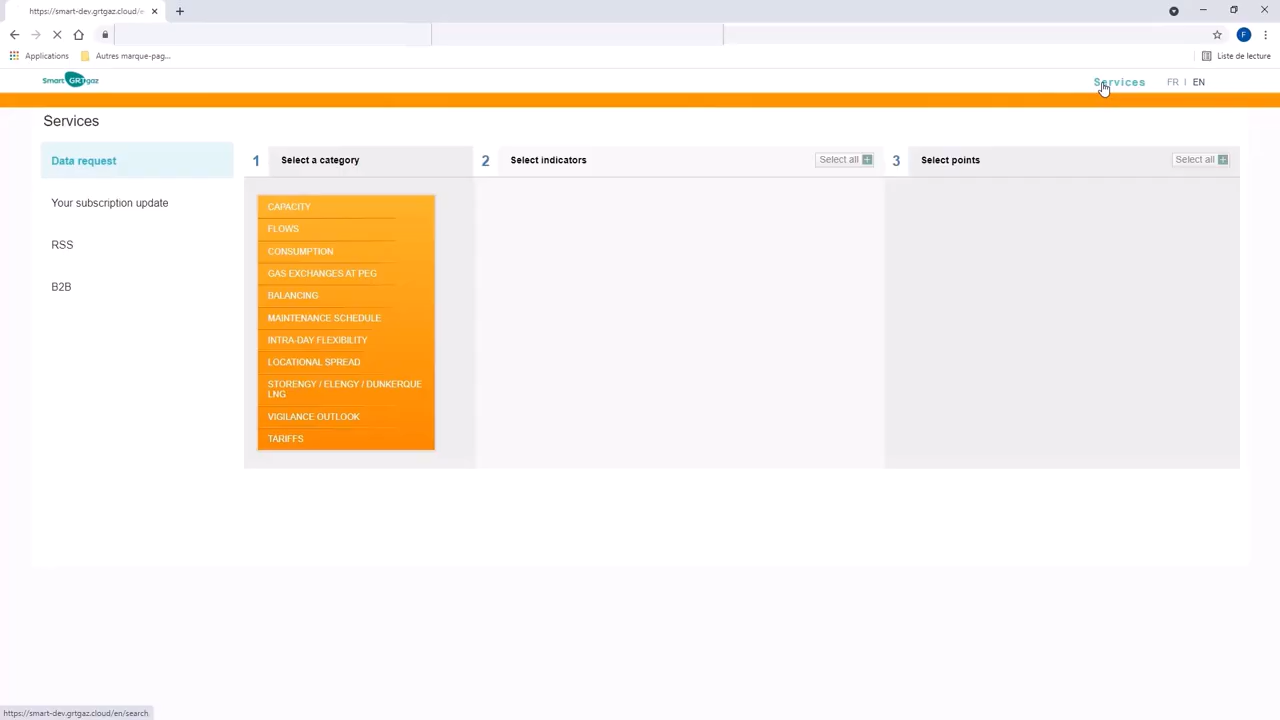 https://smart-dev.grtgaz.cloud/e
Applications
Autres marque-pag...
F
Liste de lecture
Smart GRTgaz
Services
FR | EN
Services
Data request
Your subscription update
RSS
B2B
1 Select a category
CAPACITY
FLOWS
CONSUMPTION
GAS EXCHANGES AT PEG
BALANCING
MAINTENANCE SCHEDULE
INTRA-DAY FLEXIBILITY
LOCATIONAL SPREAD
STORENGY / ELENGY / DUNKERQUE
LNG
VIGILANCE OUTLOOK
TARIFFS
2 Select indicators
Select all
3 Select points
Select all
https://smart-dev.grtgaz.cloud/en/search